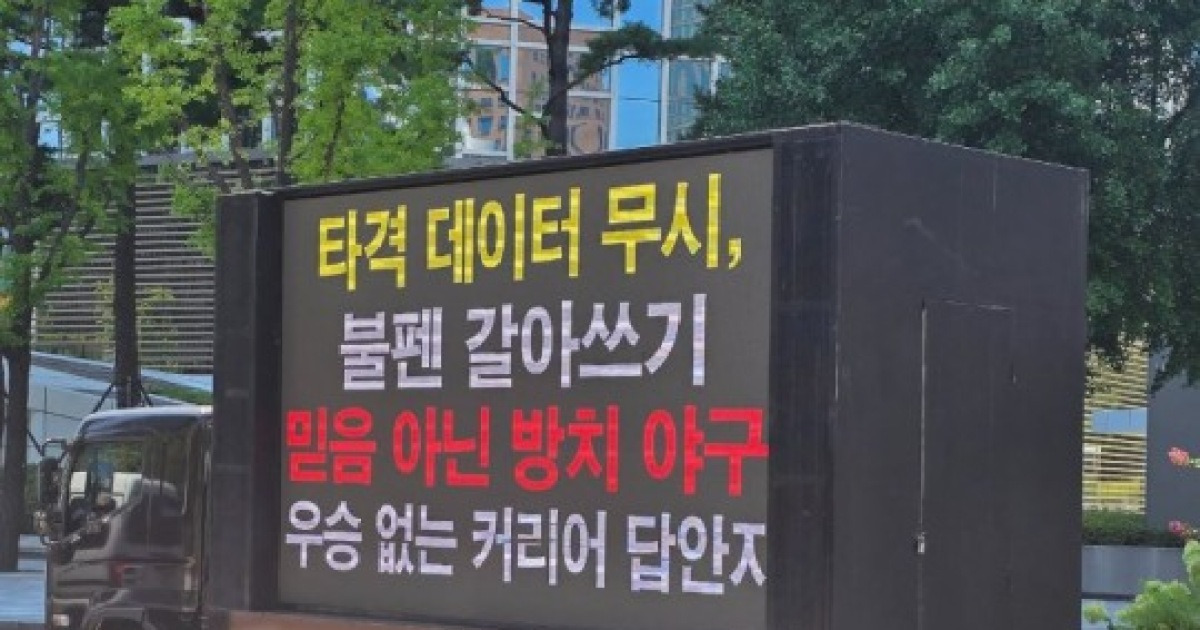 타격 데이터 무시,
불펜 갈아쓰기
믿음 아닌 방치 야구
우승 없는 커리어 답안지